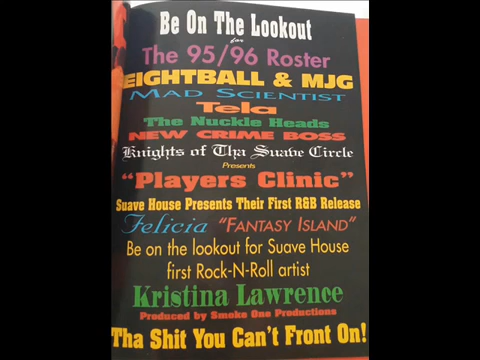 Be On The Lookout
for
The 95/96 Roster
EIGHTBALL & MJG
MAD SCIENTIST
Tela
The Nuckle Heads
NEW CRIME BOSS
Knights of Tha Suave Circle
Presents
"Players Clinic"
Suave House Presents Their First R&B Release
Felicia "FANTASY ISLAND"
Be on the lookout for Suave House
first Rock-N-Roll artist
Kristina Lawrence
Produced by Smoke One Productions
Tha Shit You Can't Front On!